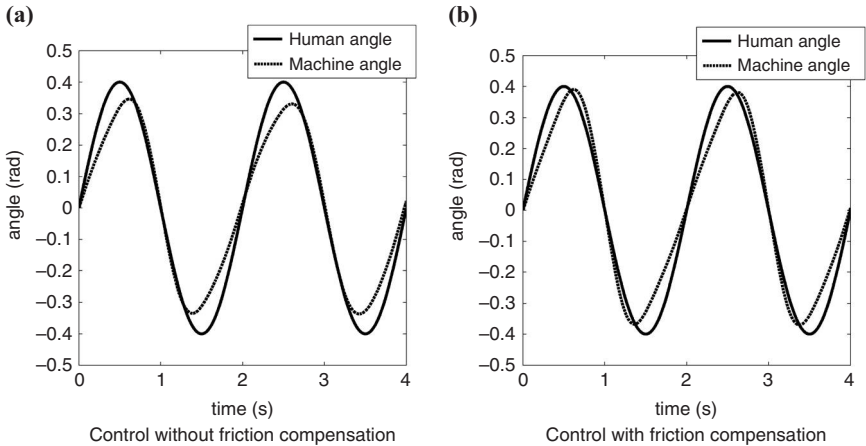 (a)
Human angle
Machine angle
0.5
0.4
0.3
0.2
0.1
0
−0.1
−0.2
−0.3
−0.4
−0.5
angle (rad)
0 1 2 3 4
time (s)
Control without friction compensation
(b)
Human angle
Machine angle
0.5
0.4
0.3
0.2
0.1
0
−0.1
−0.2
−0.3
−0.4
−0.5
angle (rad)
0 1 2 3 4
time (s)
Control with friction compensation